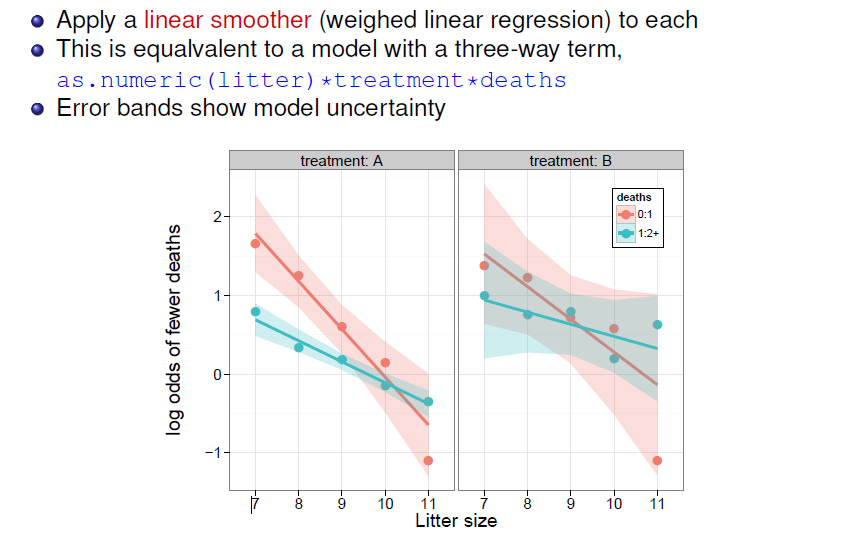 Apply a linear smoother (weighed linear regression) to each
This is equalvalent to a model with a three-way term,
as.numeric(litter)*treatment*deaths
Error bands show model uncertainty
treatment: A
treatment: B
deaths
0:1
1:2+
log odds of fewer deaths
2
1
0
−1
7 8 9 10 11
7 8 9 10 11
Litter size